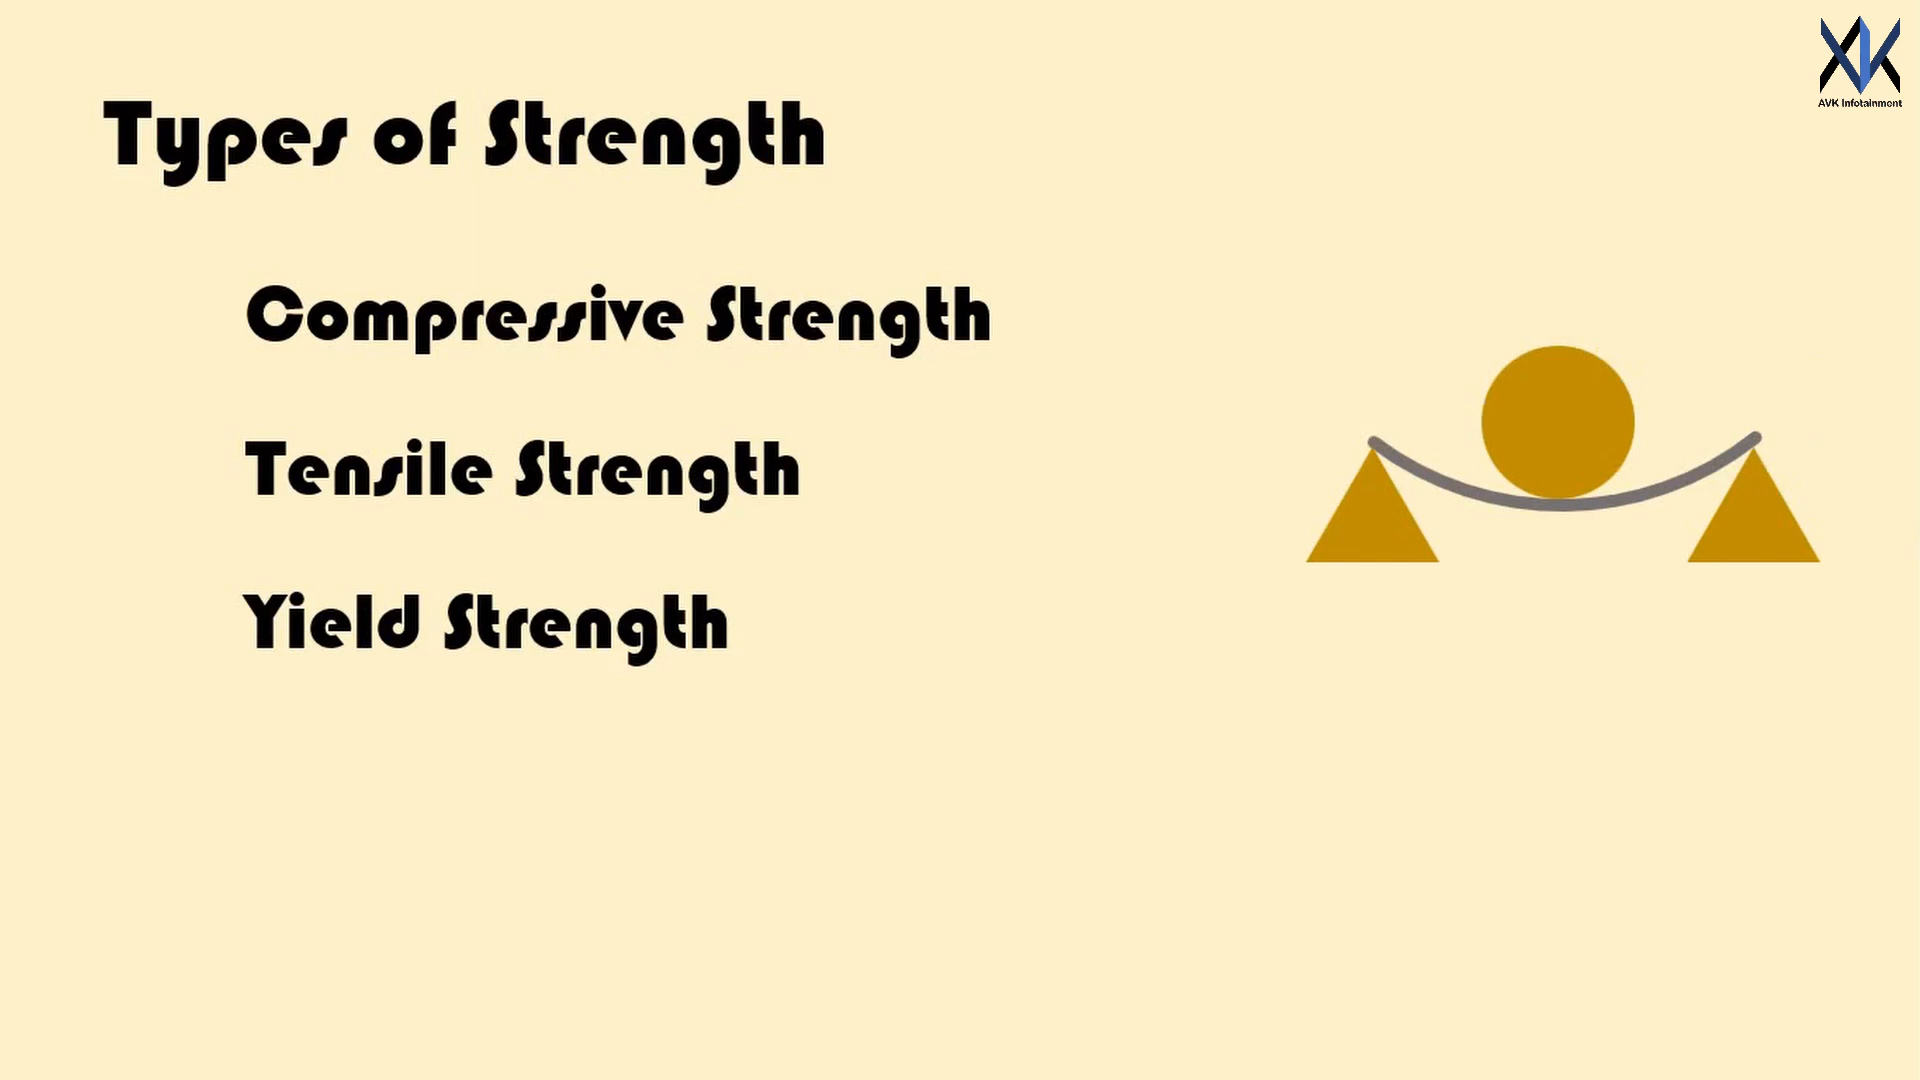 Types of Strength
Compressive Strength
Tensile Strength
Yield Strength
AVK Infotainment